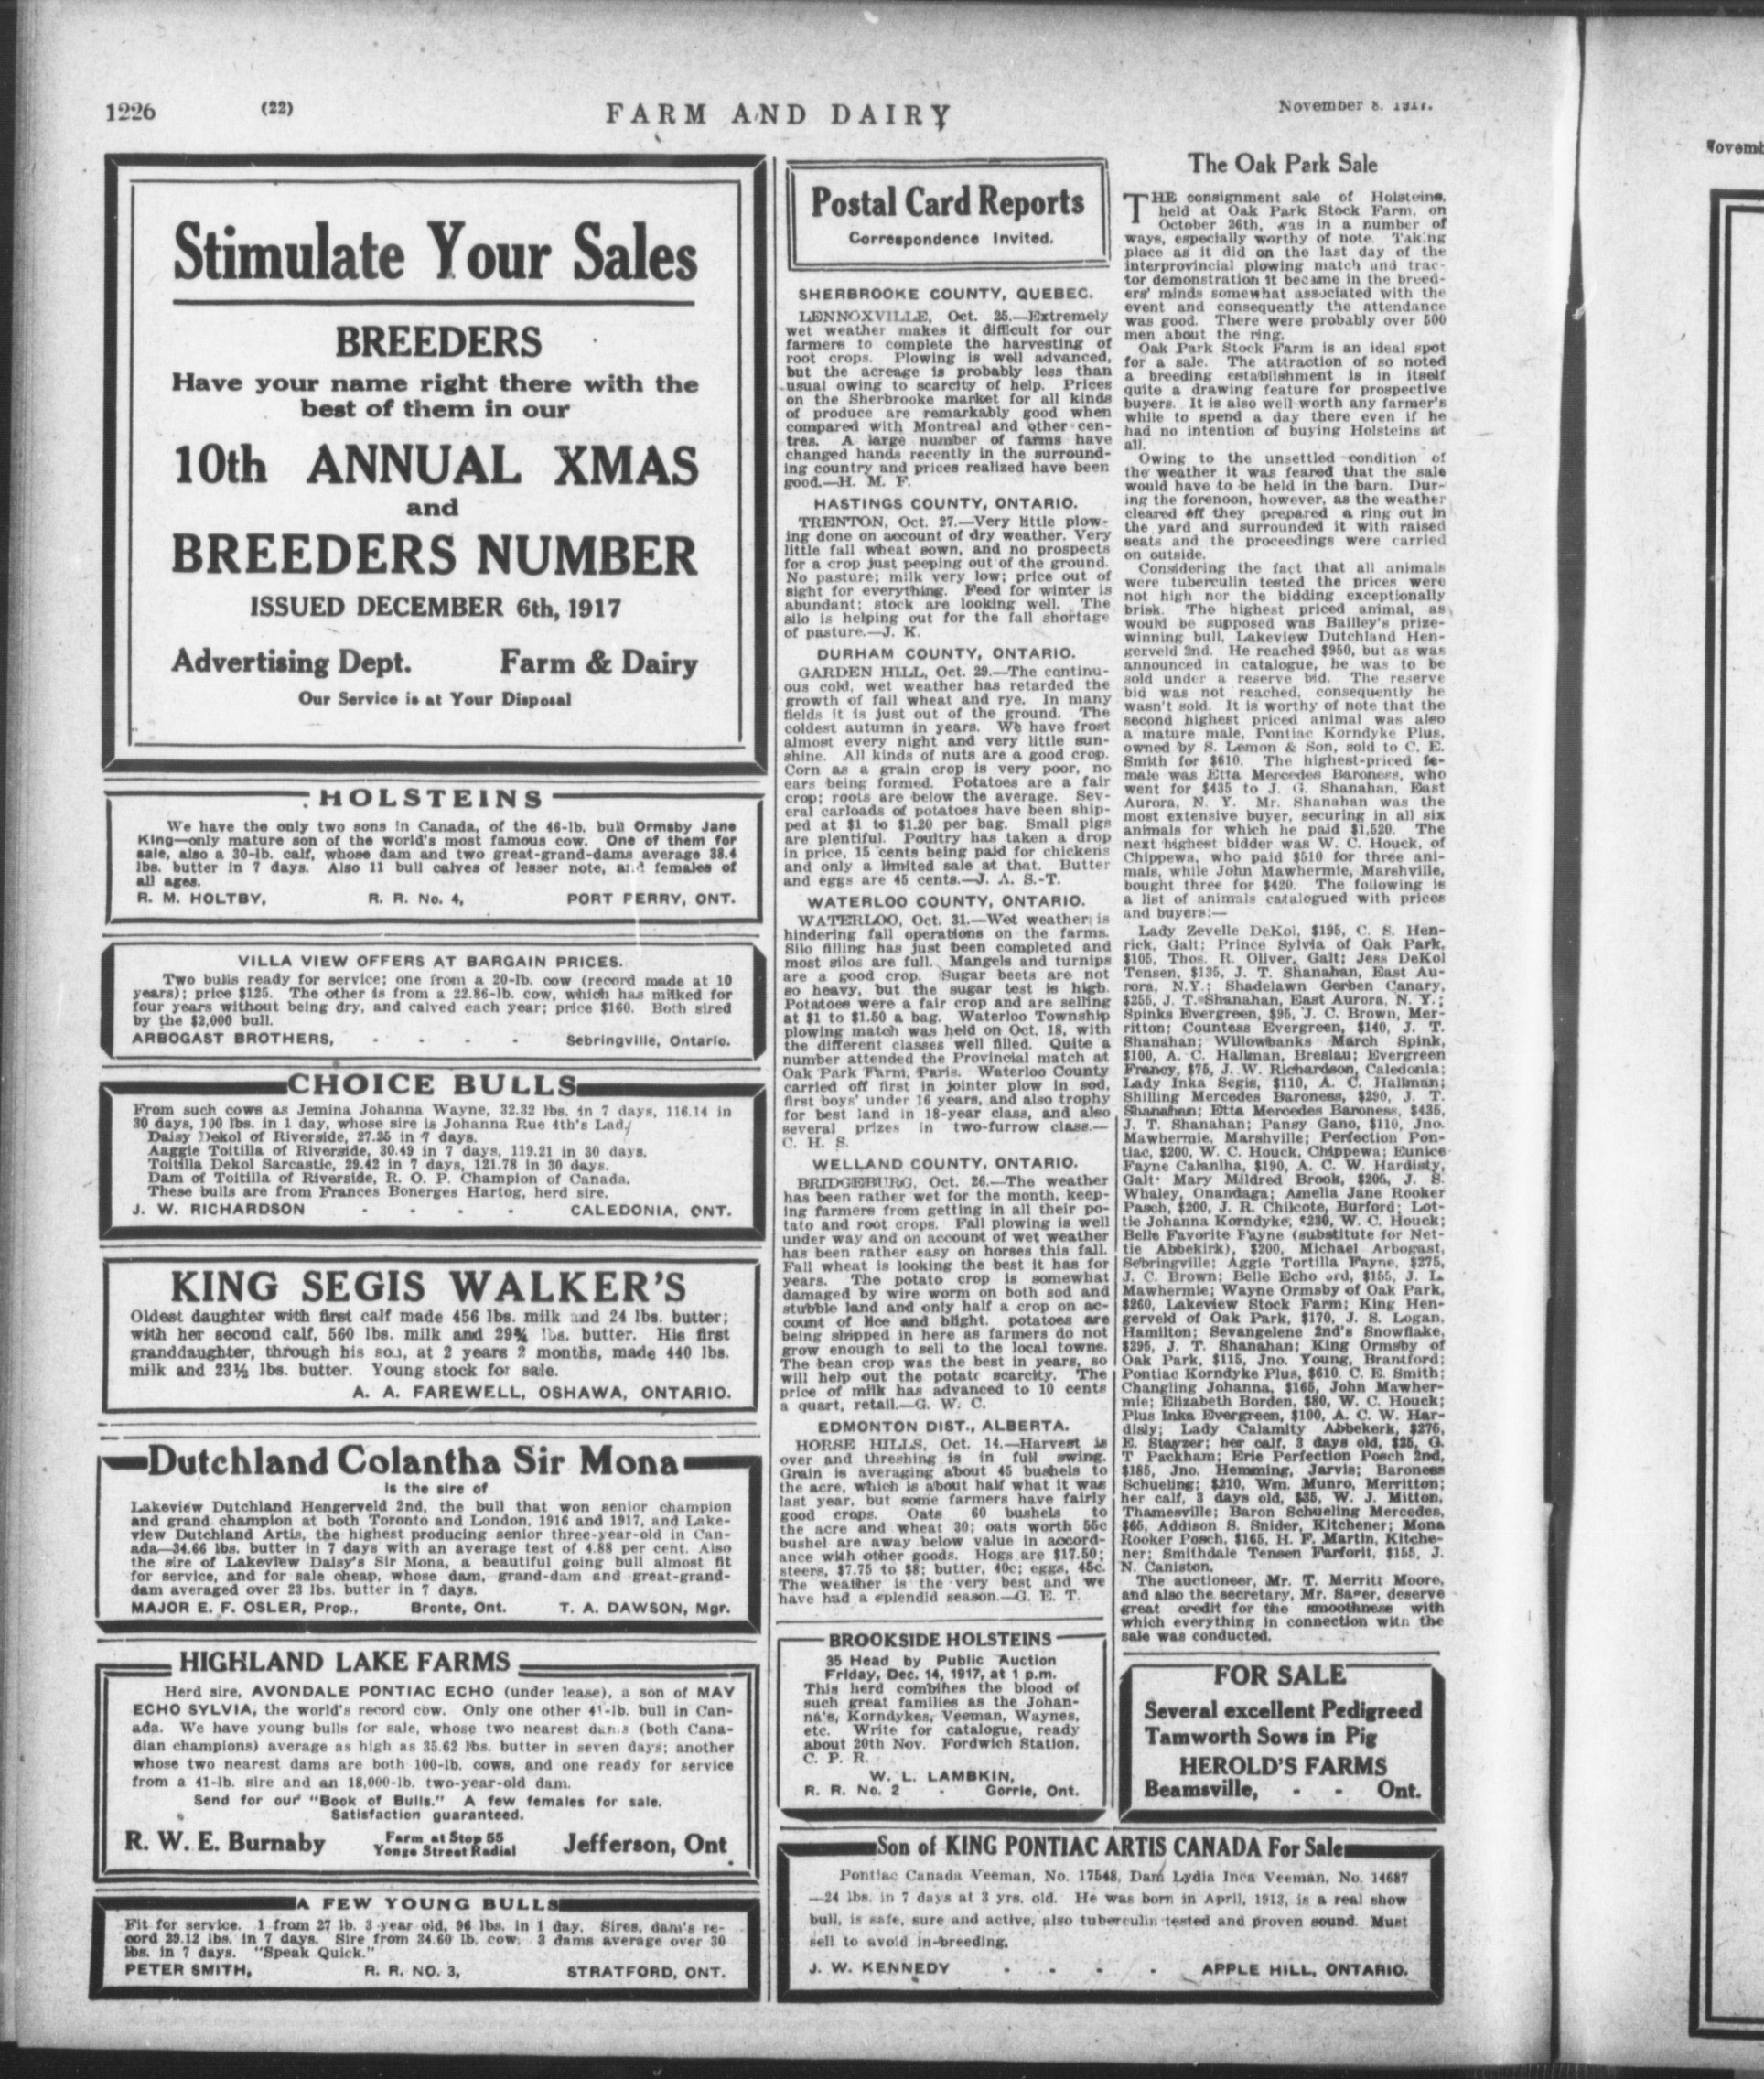 1226 (22) FARM AND DAIRY November 8, 1917.
Stimulate Your Sales
BREEDERS
Have your name right there with the
best of them in our
10th ANNUAL XMAS
and
BREEDERS NUMBER
ISSUED DECEMBER 6th, 1917
Advertising Dept. Farm & Dairy
Our Service is at Your Disposal
HOLSTEINS
We have the only two sons in Canada, of the 46-lb. bull Ormsby Jane
King—only mature son of the world's most famous cow. One of them for
sale, also a 30-lb. calf, whose dam and two great-grand-dams average 38.4
lbs. butter in 7 days. Also 11 bull calves of lesser note, and females of
all ages.
R. M. HOLTBY, R. R. No. 4, PORT PERRY, ONT.
VILLA VIEW OFFERS AT BARGAIN PRICES.
Two bulls ready for service; one from a 20-lb. cow (record made at 10
years); price $125. The other is from a 22.86-lb. cow, which has milked for
four years without being dry, and calved each year; price $160. Both sired
by the $2,000 bull.
ARBOGAST BROTHERS, - - - - Sebringville, Ontario.
CHOICE BULLS
From such cows as Jemina Johanna Wayne, 32.32 lbs. in 7 days, 116.14 in
30 days, 100 lbs. in 1 day, whose sire is Johanna Rue 4th's Lad,
Daisy Dekol of Riverside, 27.25 in 7 days.
Aaggie Toitilla of Riverside, 30.49 in 7 days, 119.21 in 30 days.
Toitilla Dekol Sarcastic, 29.42 in 7 days, 121.78 in 30 days.
Dam of Toitilla of Riverside, R. O. P. Champion of Canada.
These bulls are from Frances Bonerges Hartog, herd sire.
J. W. RICHARDSON - - - - CALEDONIA, ONT.
KING SEGIS WALKER'S
Oldest daughter with first calf made 456 lbs. milk and 24 lbs. butter;
with her second calf, 560 lbs. milk and 29¾ lbs. butter. His first
granddaughter, through his son, at 2 years 2 months, made 440 lbs.
milk and 23½ lbs. butter. Young stock for sale.
A. A. FAREWELL, OSHAWA, ONTARIO.
Dutchland Colantha Sir Mona
Is the sire of
Lakeview Dutchland Hengerveld 2nd, the bull that won senior champion
and grand champion at both Toronto and London, 1916 and 1917, and Lake-
view Dutchland Artis, the highest producing senior three-year-old in Can-
ada—34.66 lbs. butter in 7 days with an average test of 4.88 per cent. Also
the sire of Lakeview Daisy's Sir Mona, a beautiful going bull almost fit
for service, and for sale cheap, whose dam, grand-dam and great-grand-
dam averaged over 23 lbs. butter in 7 days.
MAJOR E. F. OSLER, Prop., Bronte, Ont. T. A. DAWSON, Mgr.
HIGHLAND LAKE FARMS
Herd sire, AVONDALE PONTIAC ECHO (under lease), a son of MAY
ECHO SYLVIA, the world's record cow. Only one other 41-lb. bull in Can-
ada. We have young bulls for sale, whose two nearest dams (both Cana-
dian champions) average as high as 35.62 lbs. butter in seven days; another
whose two nearest dams are both 100-lb. cows, and one ready for service
from a 41-lb. sire and an 18,000-lb. two-year-old dam.
Send for our "Book of Bulls." A few females for sale.
Satisfaction guaranteed.
R. W. E. Burnaby Farm at Stop 55 Yonge Street Radial Jefferson, Ont
A FEW YOUNG BULLS
Fit for service. 1 from 27 lb. 3 year old, 96 lbs. in 1 day. Sires, dam's re-
cord 29.12 lbs. in 7 days. Sire from 34.60 lb. cow. 3 dams average over 30
lbs. in 7 days. "Speak Quick."
PETER SMITH, R. R. NO. 3, STRATFORD, ONT.
Postal Card Reports
Correspondence Invited.
SHERBROOKE COUNTY, QUEBEC.
LENNOXVILLE, Oct. 25.—Extremely
wet weather makes it difficult for our
farmers to complete the harvesting of
root crops. Plowing is well advanced,
but the acreage is probably less than
usual owing to scarcity of help. Prices
on the Sherbrooke market for all kinds
of produce are remarkably good when
compared with Montreal and other cen-
tres. A large number of farms have
changed hands recently in the surround-
ing country and prices realized have been
good.—H. M. F.
HASTINGS COUNTY, ONTARIO.
TRENTON, Oct. 27.—Very little plow-
ing done on account of dry weather. Very
little fall wheat sown, and no prospects
for a crop just peeping out of the ground.
No pasture; milk very low; price out of
sight for everything. Feed for winter is
abundant; stock are looking well. The
silo is helping out for the fall shortage
of pasture.—J. K.
DURHAM COUNTY, ONTARIO.
GARDEN HILL, Oct. 29.—The continu-
ous cold, wet weather has retarded the
growth of fall wheat and rye. In many
fields it is just out of the ground. The
coldest autumn in years. We have frost
almost every night and very little sun-
shine. All kinds of nuts are a good crop.
Corn as a grain crop is very poor, no
ears being formed. Potatoes are a fair
crop; roots are below the average. Sev-
eral carloads of potatoes have been ship-
ped at $1 to $1.20 per bag. Small pigs
are plentiful. Poultry has taken a drop
in price, 15 cents being paid for chickens
and only a limited sale at that. Butter
and eggs are 45 cents.—J. A. S.-T.
WATERLOO COUNTY, ONTARIO.
WATERLOO, Oct. 31.—Wet weather is
hindering fall operations on the farms.
Silo filling has just been completed and
most silos are full. Mangels and turnips
are a good crop. Sugar beets are not
so heavy, but the sugar test is high.
Potatoes were a fair crop and are selling
at $1 to $1.50 a bag. Waterloo Township
plowing match was held on Oct. 18, with
the different classes well filled. Quite a
number attended the Provincial match at
Oak Park Farm, Paris. Waterloo County
carried off first in jointer plow in sod,
first boys' under 16 years, and also trophy
for best land in 18-year class, and also
several prizes in two-furrow class.—
C. H. S.
WELLAND COUNTY, ONTARIO.
BRIDGEBURG, Oct. 26.—The weather
has been rather wet for the month, keep-
ing farmers from getting in all their po-
tato and root crops. Fall plowing is well
under way and on account of wet weather
has been rather easy on horses this fall.
Fall wheat is looking the best it has for
years. The potato crop is somewhat
damaged by wire worm on both sod and
stubble land and only half a crop on ac-
count of lice and blight. potatoes are
being shipped in here as farmers do not
grow enough to sell to the local towns.
The bean crop was the best in years, so
will help out the potato scarcity. The
price of milk has advanced to 10 cents
a quart, retail.—G. W. C.
EDMONTON DIST., ALBERTA.
HORSE HILLS, Oct. 14.—Harvest is
over and threshing is in full swing.
Grain is averaging about 45 bushels to
the acre, which is about half what it was
last year, but some farmers have fairly
good crops. Oats 60 bushels to
the acre and wheat 30; oats worth 55c
bushel are away below value in accord-
ance with other goods. Hogs are $17.50;
steers, $7.75 to $8; butter, 40c; eggs, 45c.
The weather is the very best and we
have had a splendid season.—G. E. T.
BROOKSIDE HOLSTEINS
35 Head by Public Auction
Friday, Dec. 14, 1917, at 1 p.m.
This herd combines the blood of
such great families as the Johan-
na's, Korndykes, Veeman, Waynes,
etc. Write for catalogue, ready
about 20th Nov. Fordwich Station,
C. P. R.
W. L. LAMBKIN,
R. R. No. 2 - Gorrie, Ont.
The Oak Park Sale
THE consignment sale of Holsteins,
held at Oak Park Stock Farm, on
October 26th, was in a number of
ways, especially worthy of note. Taking
place as it did on the last day of the
interprovincial plowing match and trac-
tor demonstration it became in the breed-
ers' minds somewhat associated with the
event and consequently the attendance
was good. There were probably over 500
men about the ring.
Oak Park Stock Farm is an ideal spot
for a sale. The attraction of so noted
a breeding establishment is in itself
quite a drawing feature for prospective
buyers. It is also well worth any farmer's
while to spend a day there even if he
had no intention of buying Holsteins at
all.
Owing to the unsettled condition of
the weather it was feared that the sale
would have to be held in the barn. Dur-
ing the forenoon, however, as the weather
cleared off they prepared a ring out in
the yard and surrounded it with raised
seats and the proceedings were carried
on outside.
Considering the fact that all animals
were tuberculin tested the prices were
not high nor the bidding exceptionally
brisk. The highest priced animal, as
would be supposed was Bailley's prize-
winning bull, Lakeview Dutchland Hen-
gerveld 2nd. He reached $950, but as was
announced in catalogue, he was to be
sold under a reserve bid. The reserve
bid was not reached, consequently he
wasn't sold. It is worthy of note that the
second highest priced animal was also
a mature male, Pontiac Korndyke Plus,
owned by S. Lemon & Son, sold to C. E.
Smith for $610. The highest-priced fe-
male was Etta Mercedes Baroness, who
went for $435 to J. G. Shanahan, East
Aurora, N. Y. Mr. Shanahan was the
most extensive buyer, securing in all six
animals for which he paid $1,520. The
next highest bidder was W. C. Houck, of
Chippewa, who paid $510 for three ani-
mals, while John Mawhermie, Marshville,
bought three for $420. The following is
a list of animals catalogued with prices
and buyers:—
Lady Zevelle DeKol, $195, C. S. Hen-
rick, Galt; Prince Sylvia of Oak Park,
$105, Thos. R. Oliver, Galt; Jess DeKol
Tensen, $135, J. T. Shanahan, East Au-
rora, N.Y.; Shadelawn Gerben Canary,
$255, J. T. Shanahan, East Aurora, N. Y.;
Spinks Evergreen, $95, J. C. Brown, Mer-
ritton; Countess Evergreen, $140, J. T.
Shanahan; Willowbanks March Spink,
$100, A. C. Hallman, Breslau; Evergreen
Francy, $75, J. W. Richardson, Caledonia;
Lady Inka Segis, $110, A. C. Hallman;
Shilling Mercedes Baroness, $290, J. T.
Shanahan; Etta Mercedes Baroness, $435,
J. T. Shanahan; Pansy Gano, $110, Jno.
Mawhermie, Marshville; Perfection Pon-
tiac, $200, W. C. Houck, Chippewa; Eunice
Fayne Calanlha, $190, A. C. W. Hardisty,
Galt; Mary Mildred Brook, $205, J. S.
Whaley, Onandaga; Amelia Jane Rooker
Pasch, $200, J. R. Chilcote, Burford; Lot-
tie Johanna Korndyke, $230, W. C. Houck;
Belle Favorite Fayne (substitute for Net-
tie Abbekirk), $200, Michael Arbogast,
Sebringville; Aggie Tortilla Fayne, $275,
J. C. Brown; Belle Echo $155, J. L.
Mawhermie; Wayne Ormsby of Oak Park,
$260, Lakeview Stock Farm; King Hen-
gerveld of Oak Park, $170, J. S. Logan,
Hamilton; Sevangelene 2nd's Snowflake,
$295, J. T. Shanahan; King Ormsby of
Oak Park, $115, Jno. Young, Brantford;
Pontiac Korndyke Plus, $610. C. E. Smith;
Changling Johanna, $165, John Mawher-
mie; Elizabeth Borden, $80, W. C. Houck;
Plus Inka Evergreen, $100, A. C. W. Har-
disly; Lady Calamity Abbekerk, $275,
E. Stayzer; her calf, 3 days old, $25, G.
T Packham; Erie Perfection Posch 2nd,
$185, Jno. Hemming, Jarvis; Baroness
Schueling; $210, Wm. Munro, Merritton;
her calf, 3 days old, $35, W. J. Mitton,
Thamesville; Baron Schueling Mercedes,
$65, Addison S. Snider, Kitchener; Mona
Rooker Posch, $165, H. F. Martin, Kitche-
ner; Smithdale Tensen Farforit, $155, J.
N. Caniston.
The auctioneer, Mr. T. Merritt Moore,
and also the secretary, Mr. deserve
great credit for the smoothness with
which everything in connection with the
sale was conducted.
FOR SALE
Several excellent Pedigreed
Tamworth Sows in Pig
HEROLD'S FARMS
Beamsville, - - Ont.
Son of KING PONTIAC ARTIS CANADA For Sale
Pontiac Canada Veeman, No. 17548, Dam Lydia Inca Veeman, No. 14687
—24 lbs. in 7 days at 3 yrs. old. He was born in April, 1913, is a real show
bull, is safe, sure and active, also tuberculin tested and proven sound. Must
sell to avoid in-breeding.
J. W. KENNEDY - - - - APPLE HILL, ONTARIO.